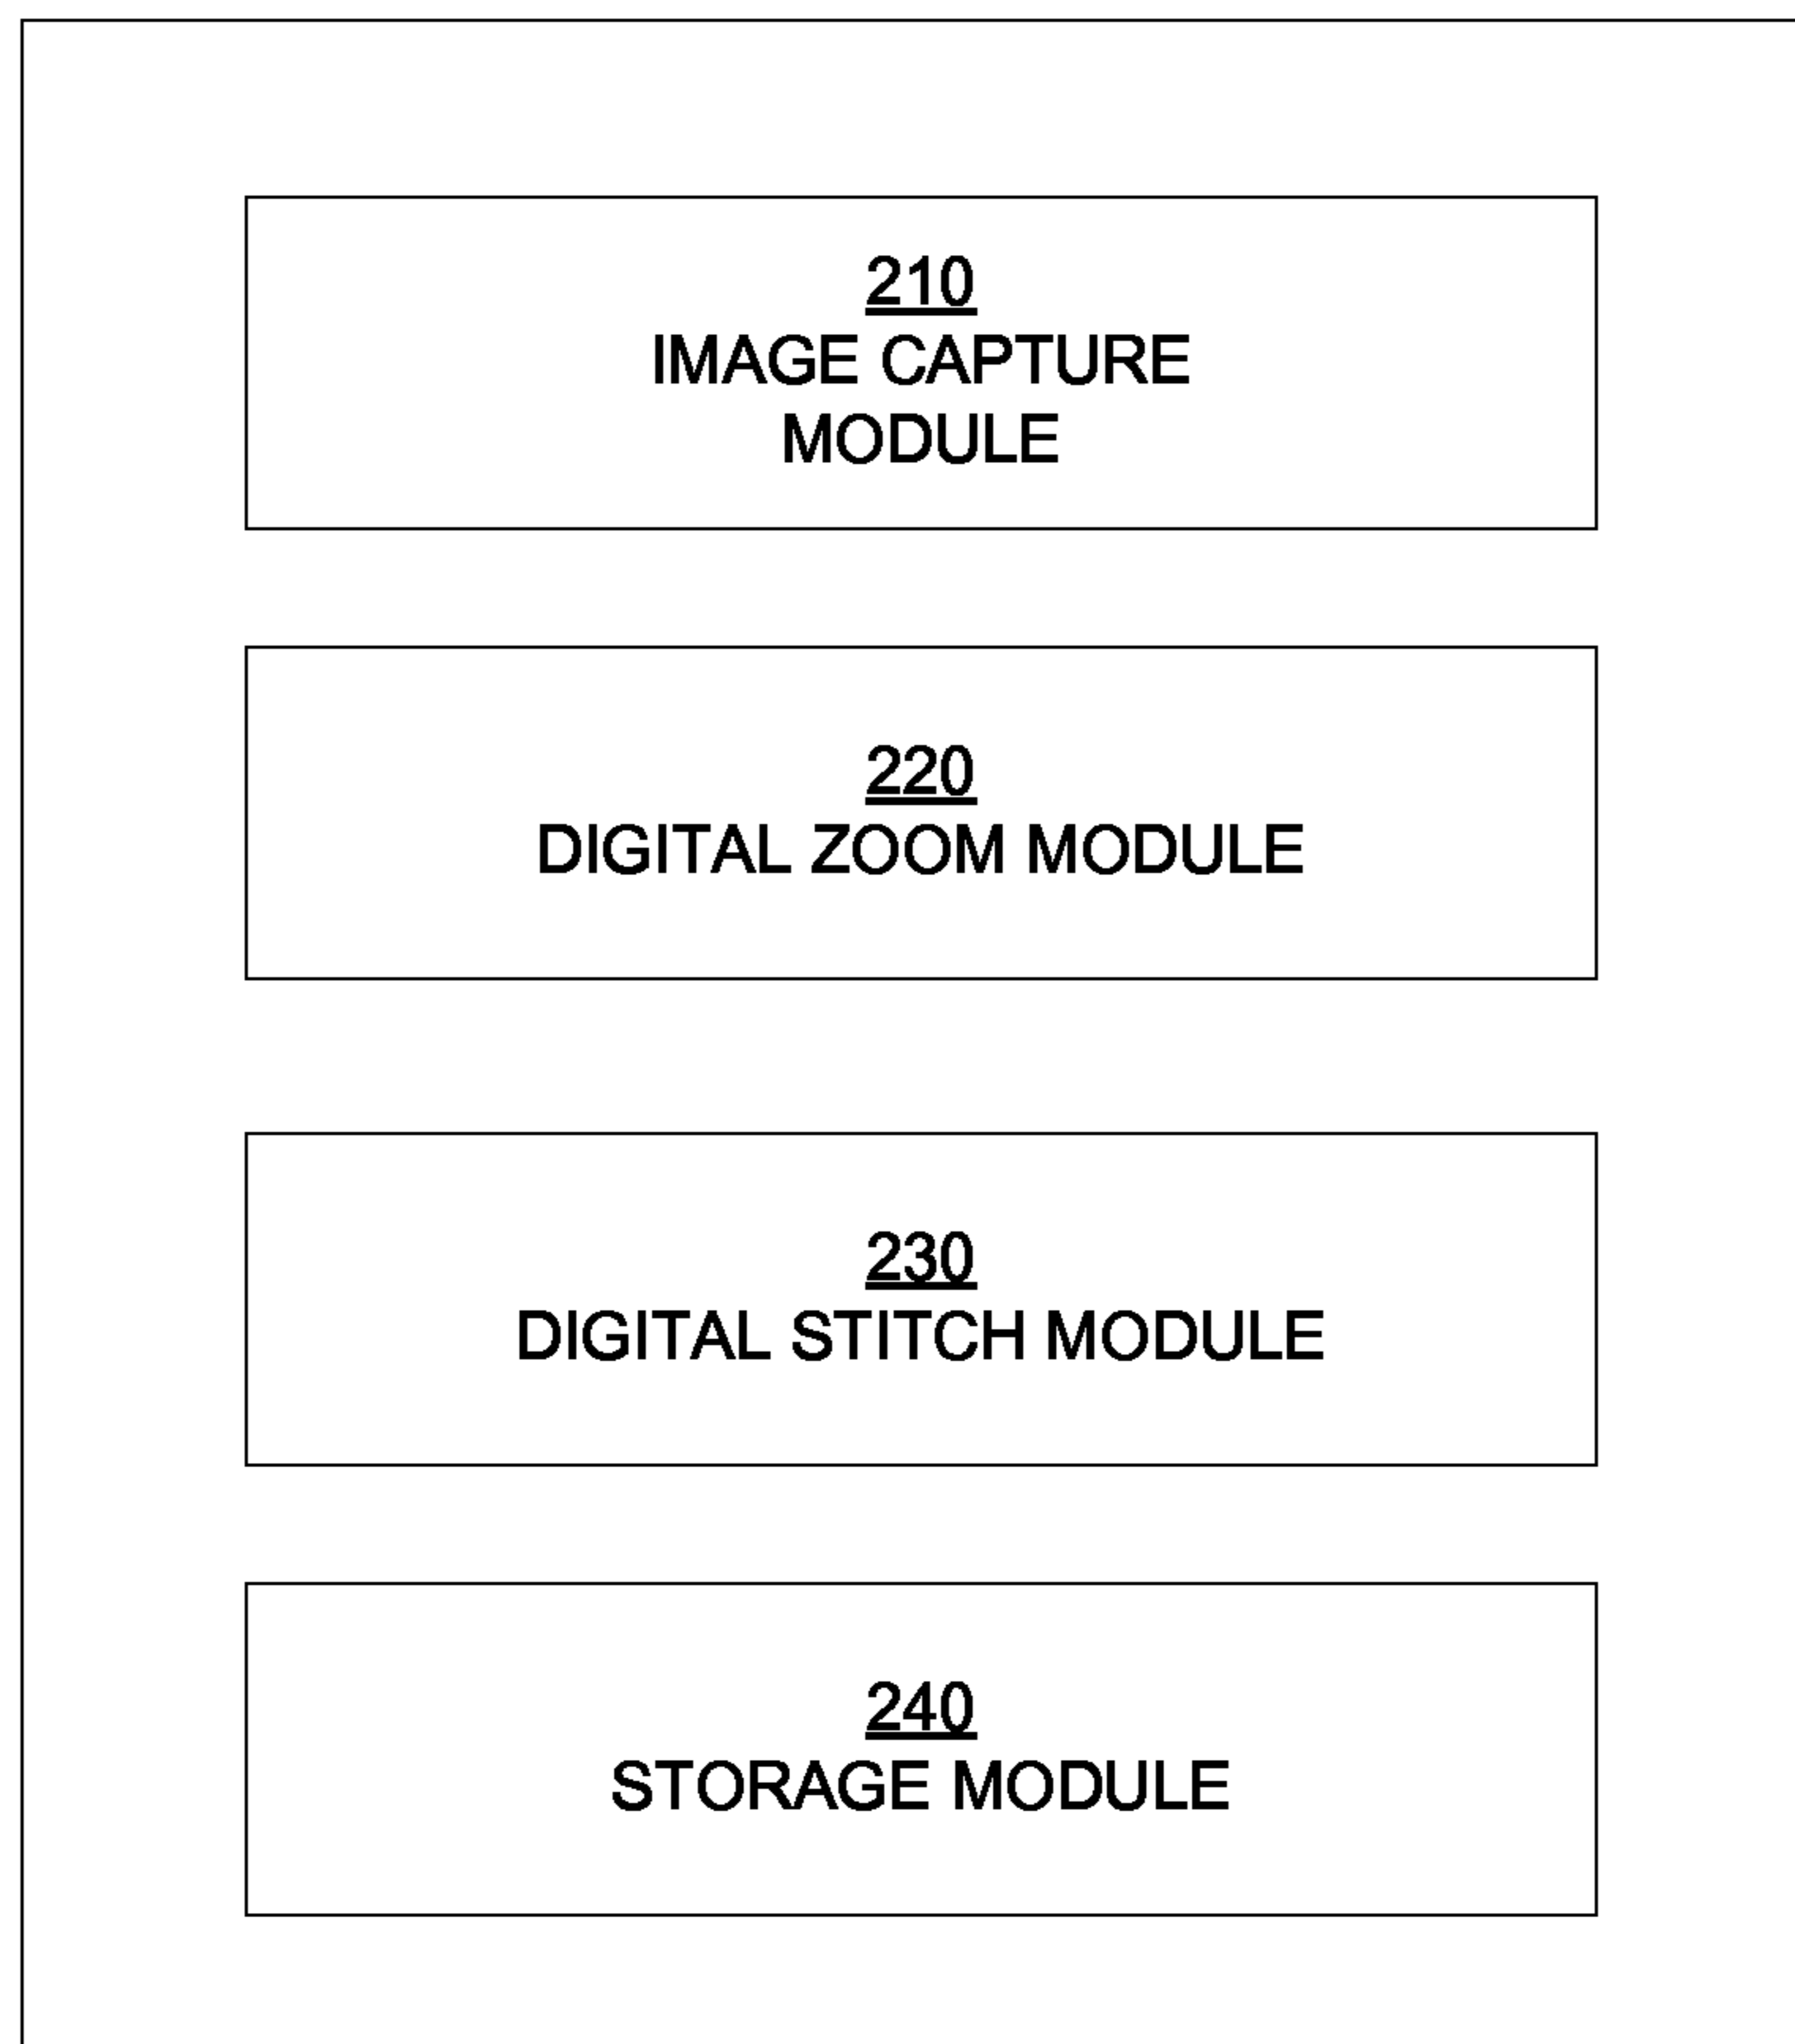 210
IMAGE CAPTURE
MODULE
220
DIGITAL ZOOM MODULE
230
DIGITAL STITCH MODULE
240
STORAGE MODULE